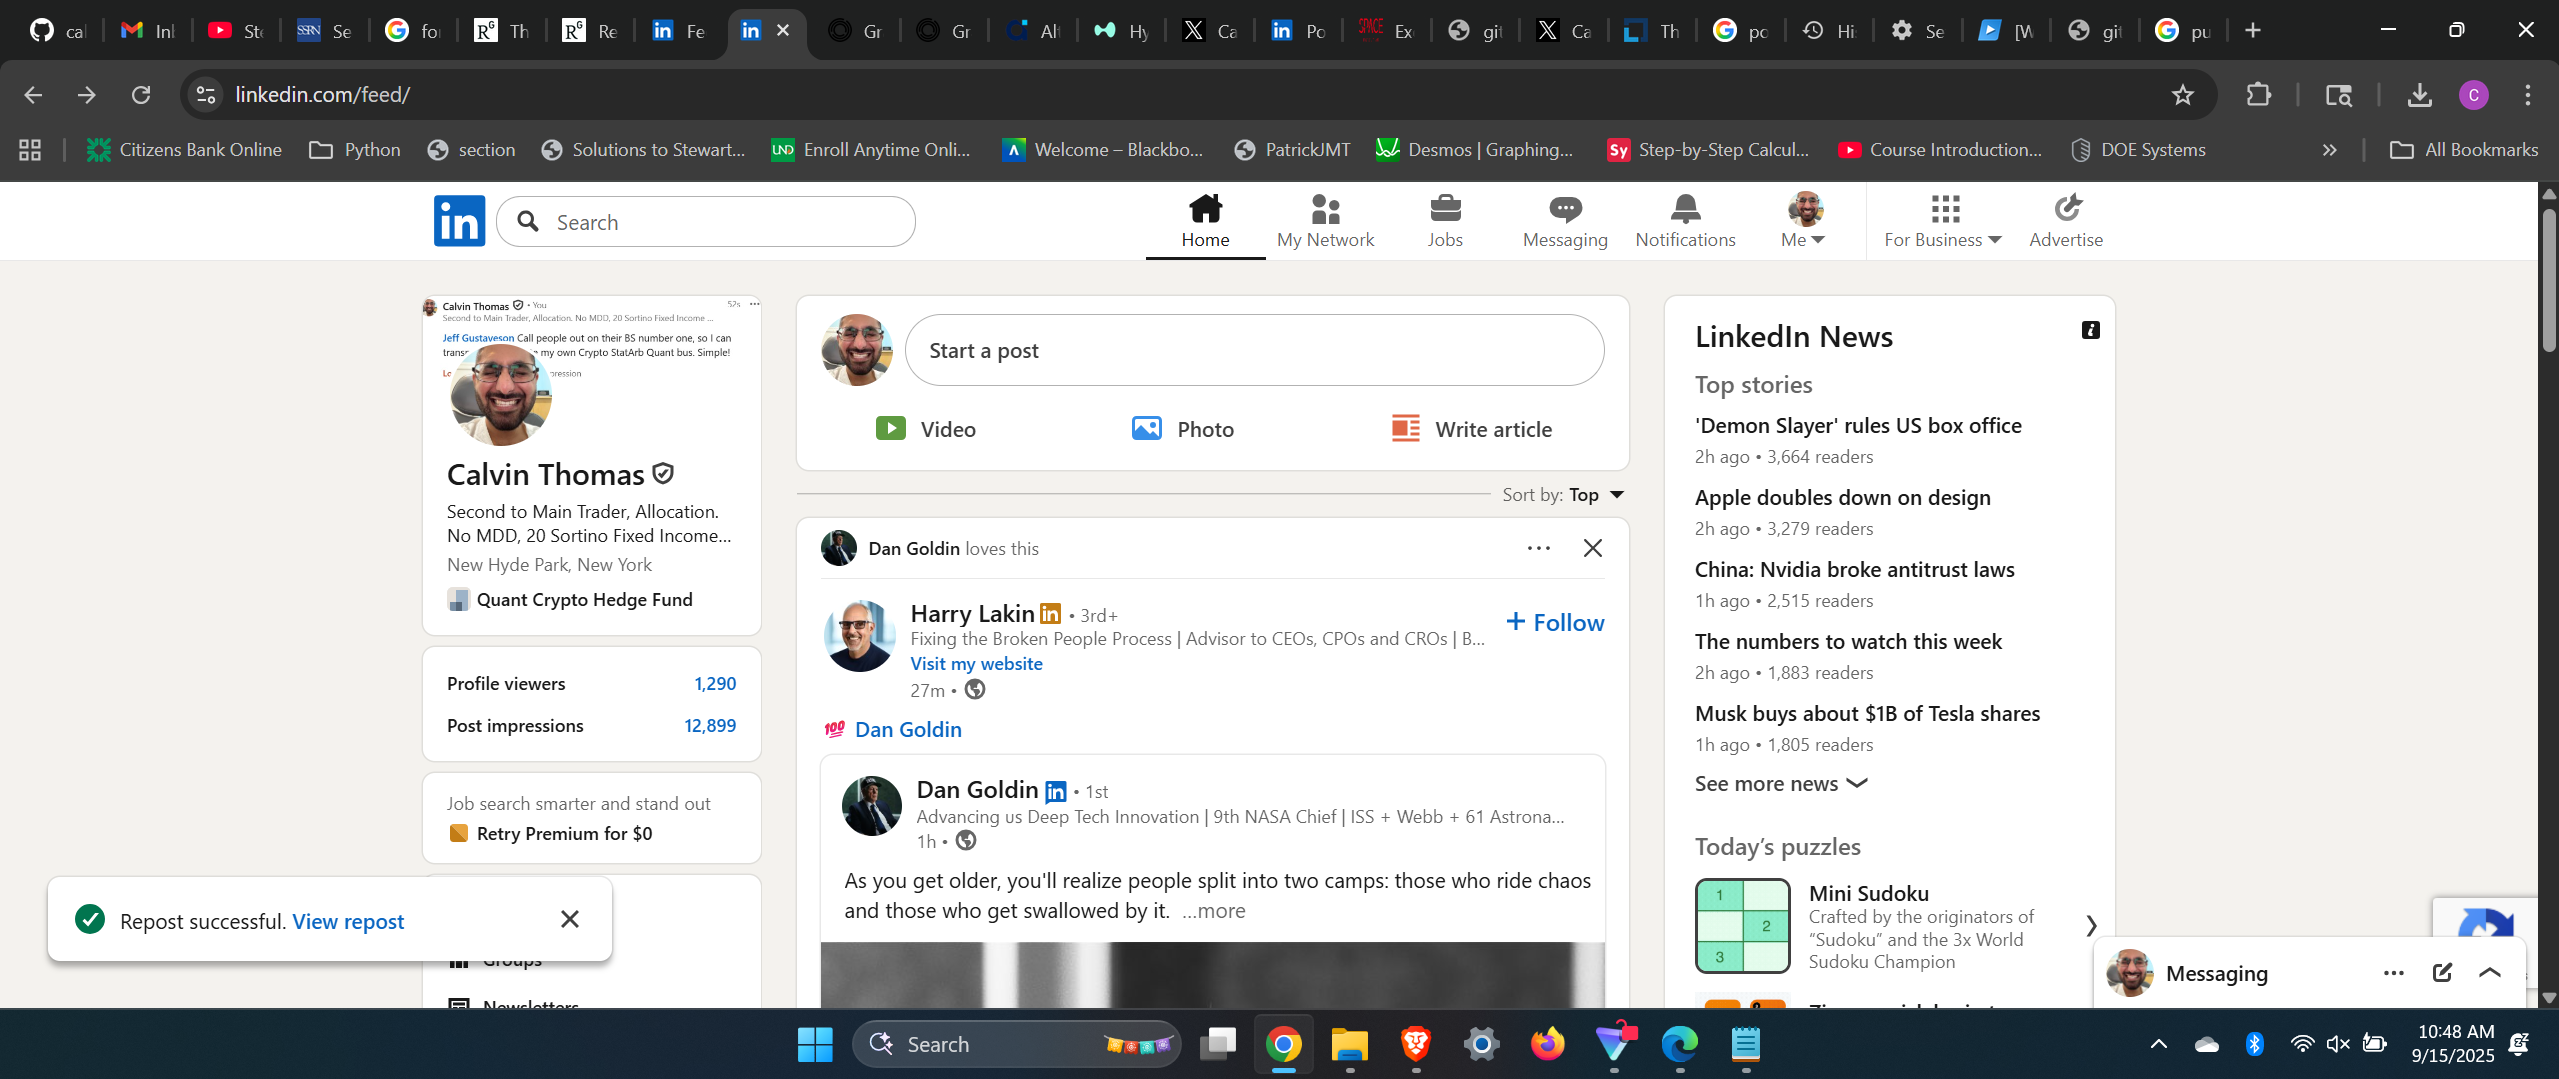 cal
Int
Ste
Se
for
Th
Re
Fe
Gr
Gr
Alt
Hy
Ca
Po
Ex
git
Ca
Th
po
His
Se
[W
git
pu
linkedin.com/feed/
C
Citizens Bank Online
Python
section
Solutions to Stewart...
Enroll Anytime Onli...
Welcome – Blackbo...
PatrickJMT
Desmos | Graphing...
Step-by-Step Calcul...
Course Introduction...
DOE Systems
All Bookmarks
in
Search
Home
My Network
Jobs
Messaging
Notifications
Me
For Business
Advertise
Calvin Thomas • You
52s
Second to Main Trader, Allocation. No MDD, 20 Sortino Fixed Income ...
Jeff Gustaveson Call people out on their BS number one, so I can
my own Crypto StatArb Quant bus. Simple!
Calvin Thomas
Second to Main Trader, Allocation.
No MDD, 20 Sortino Fixed Income...
New Hyde Park, New York
Quant Crypto Hedge Fund
Profile viewers 1,290
Post impressions 12,899
Job search smarter and stand out
Retry Premium for $0
Repost successful. View repost
Groups
Newsletters
Start a post
Video
Photo
Write article
Sort by: Top
Dan Goldin loves this
Harry Lakin in • 3rd+
+ Follow
Fixing the Broken People Process | Advisor to CEOs, CPOs and CROs | B...
Visit my website
27m •
100 Dan Goldin
Dan Goldin in • 1st
Advancing us Deep Tech Innovation | 9th NASA Chief | ISS + Webb + 61 Astrona...
1h •
As you get older, you'll realize people split into two camps: those who ride chaos
and those who get swallowed by it. ...more
LinkedIn News
Top stories
'Demon Slayer' rules US box office
2h ago • 3,664 readers
Apple doubles down on design
2h ago • 3,279 readers
China: Nvidia broke antitrust laws
1h ago • 2,515 readers
The numbers to watch this week
2h ago • 1,883 readers
Musk buys about $1B of Tesla shares
1h ago • 1,805 readers
See more news
Today’s puzzles
1
2
3
Mini Sudoku
Crafted by the originators of
“Sudoku” and the 3x World
Sudoku Champion
Messaging
Search
10:48 AM
9/15/2025